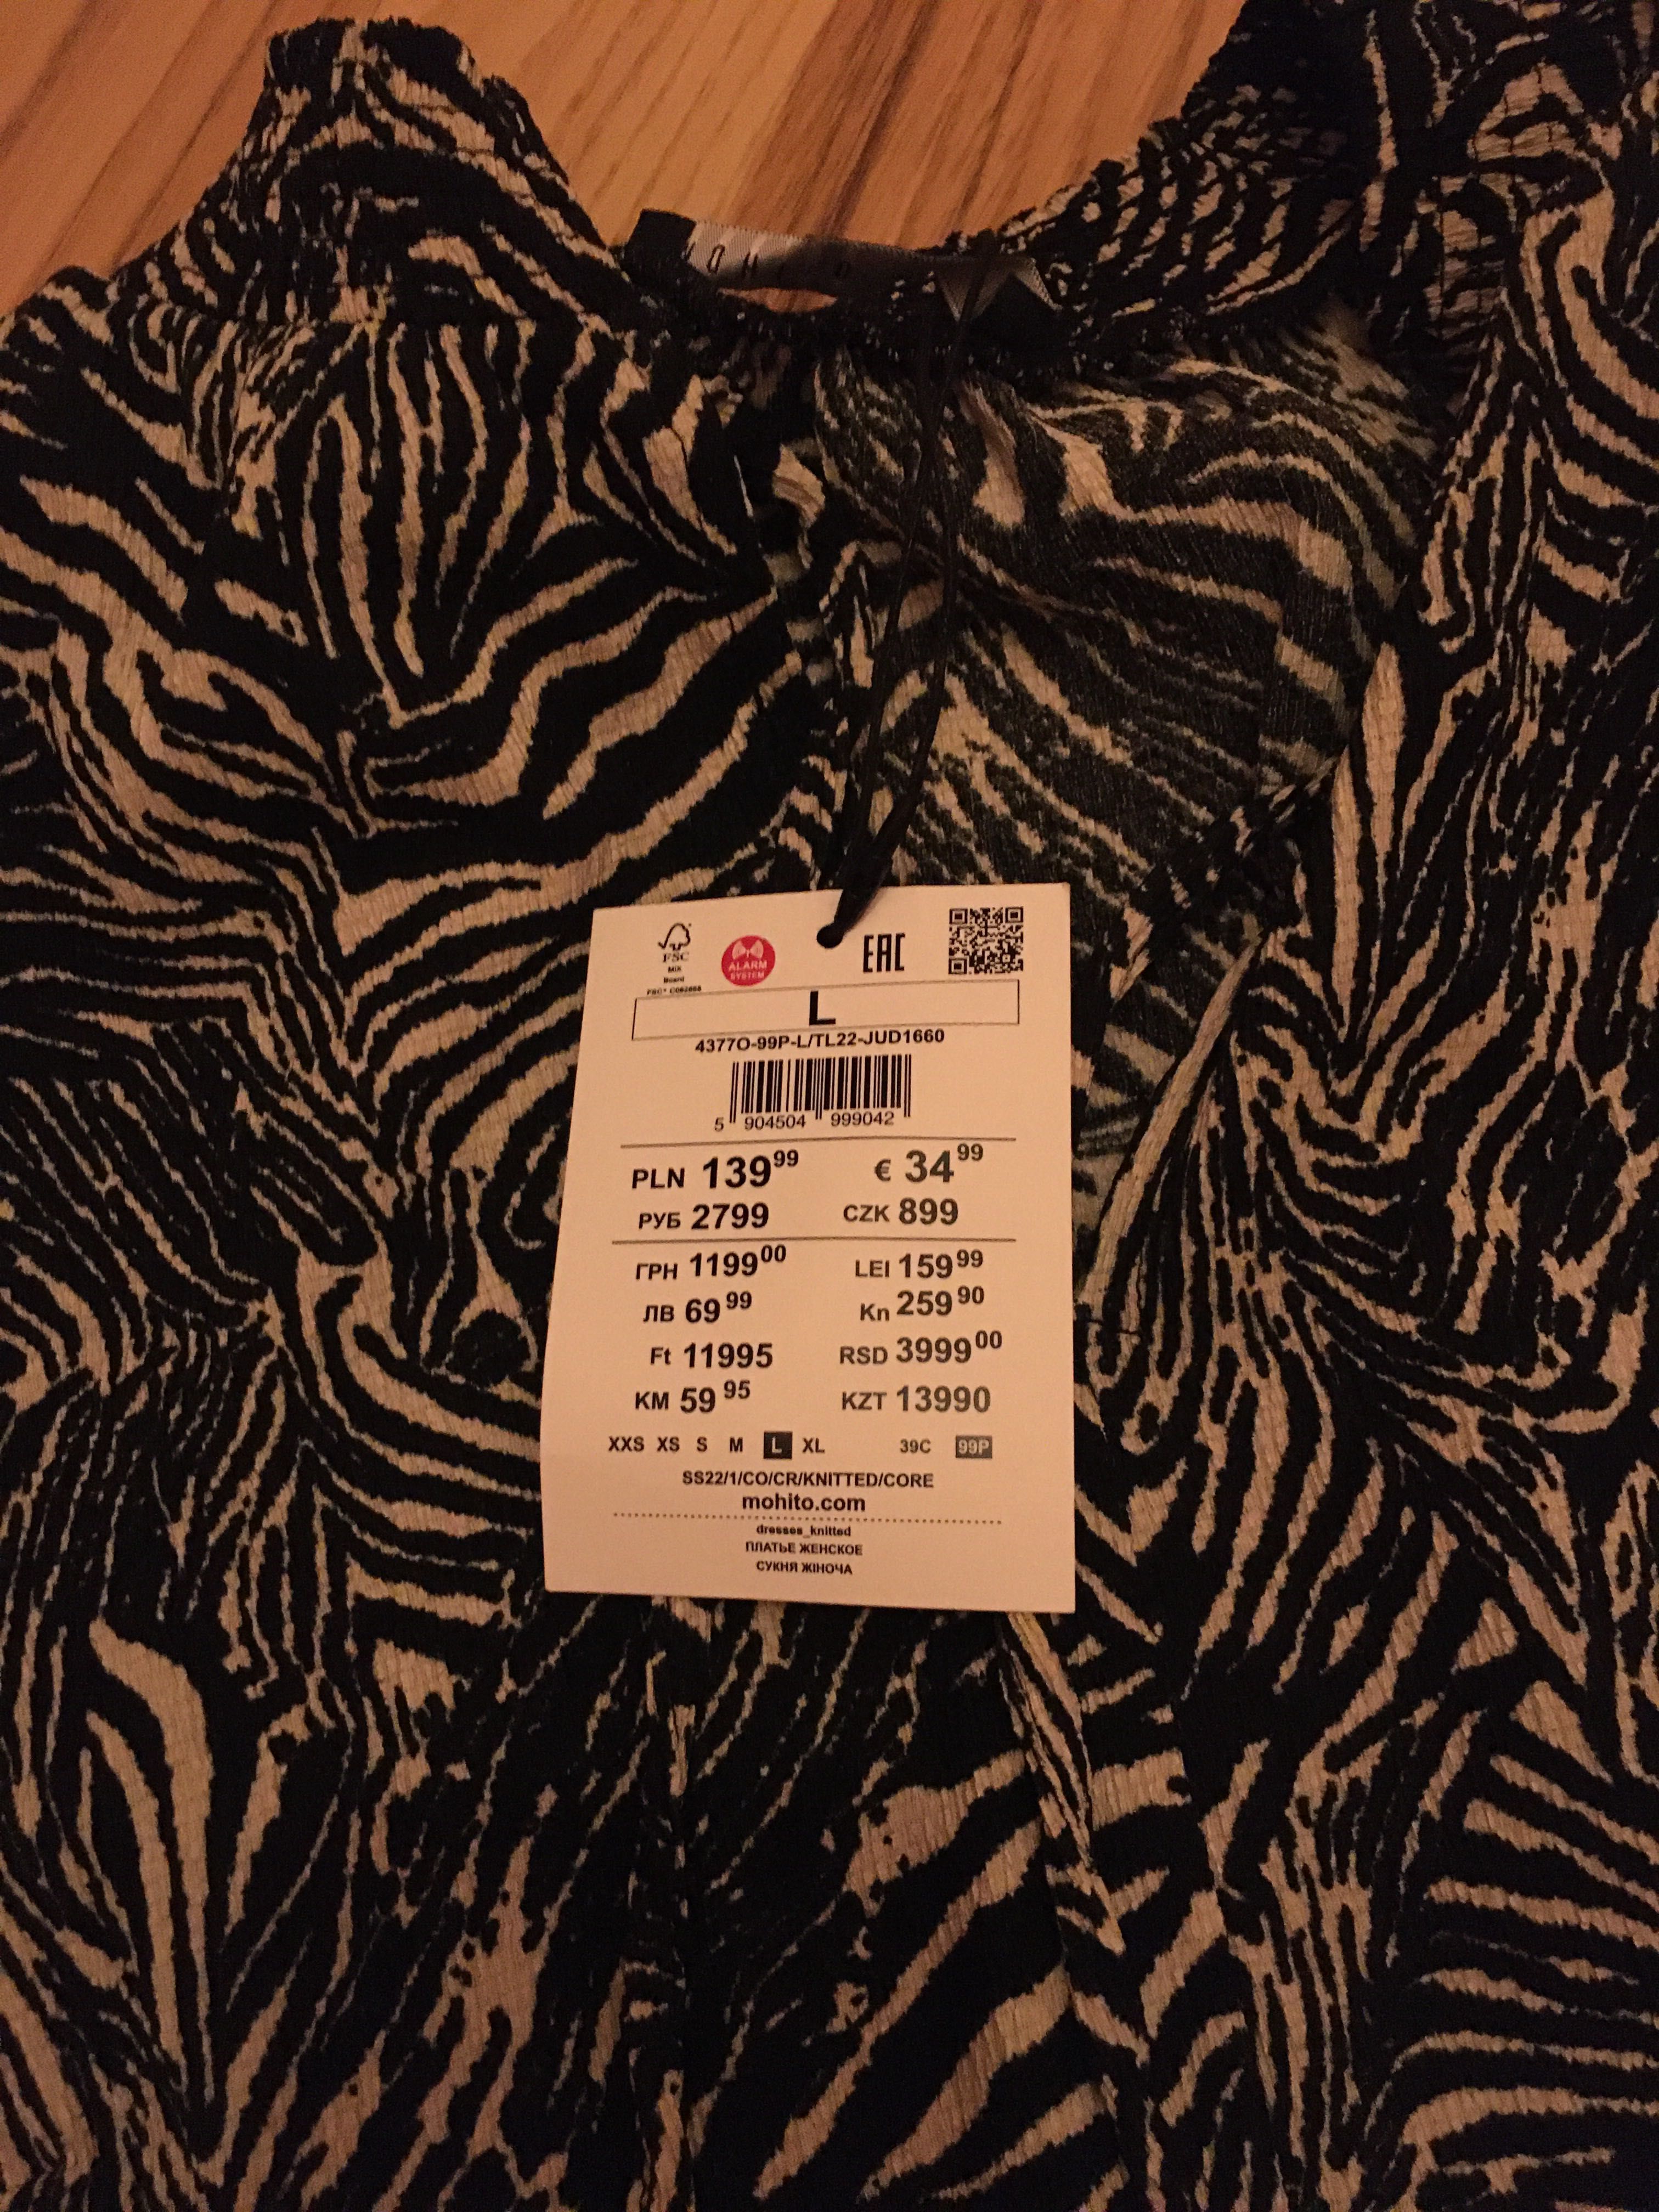 FSC
MIX
Board
FSC® C092868
ALARM
SYSTEM
EAC
L
4377O-99P-L/TL22-JUD1660
5 904504 999042
PLN 139 99 € 34 99
РУБ 2799 CZK 899
ГРН 1199 00 LEI 159 99
ЛВ 69 99 Kn 259 90
Ft 11995 RSD 3999 00
KM 59 95 KZT 13990
XXS XS S M L XL 39C 99P
SS22/1/CO/CR/KNITTED/CORE
mohito.com
dresses_knitted
ПЛАТЬЕ ЖЕНСКОЕ
СУКНЯ ЖІНОЧА